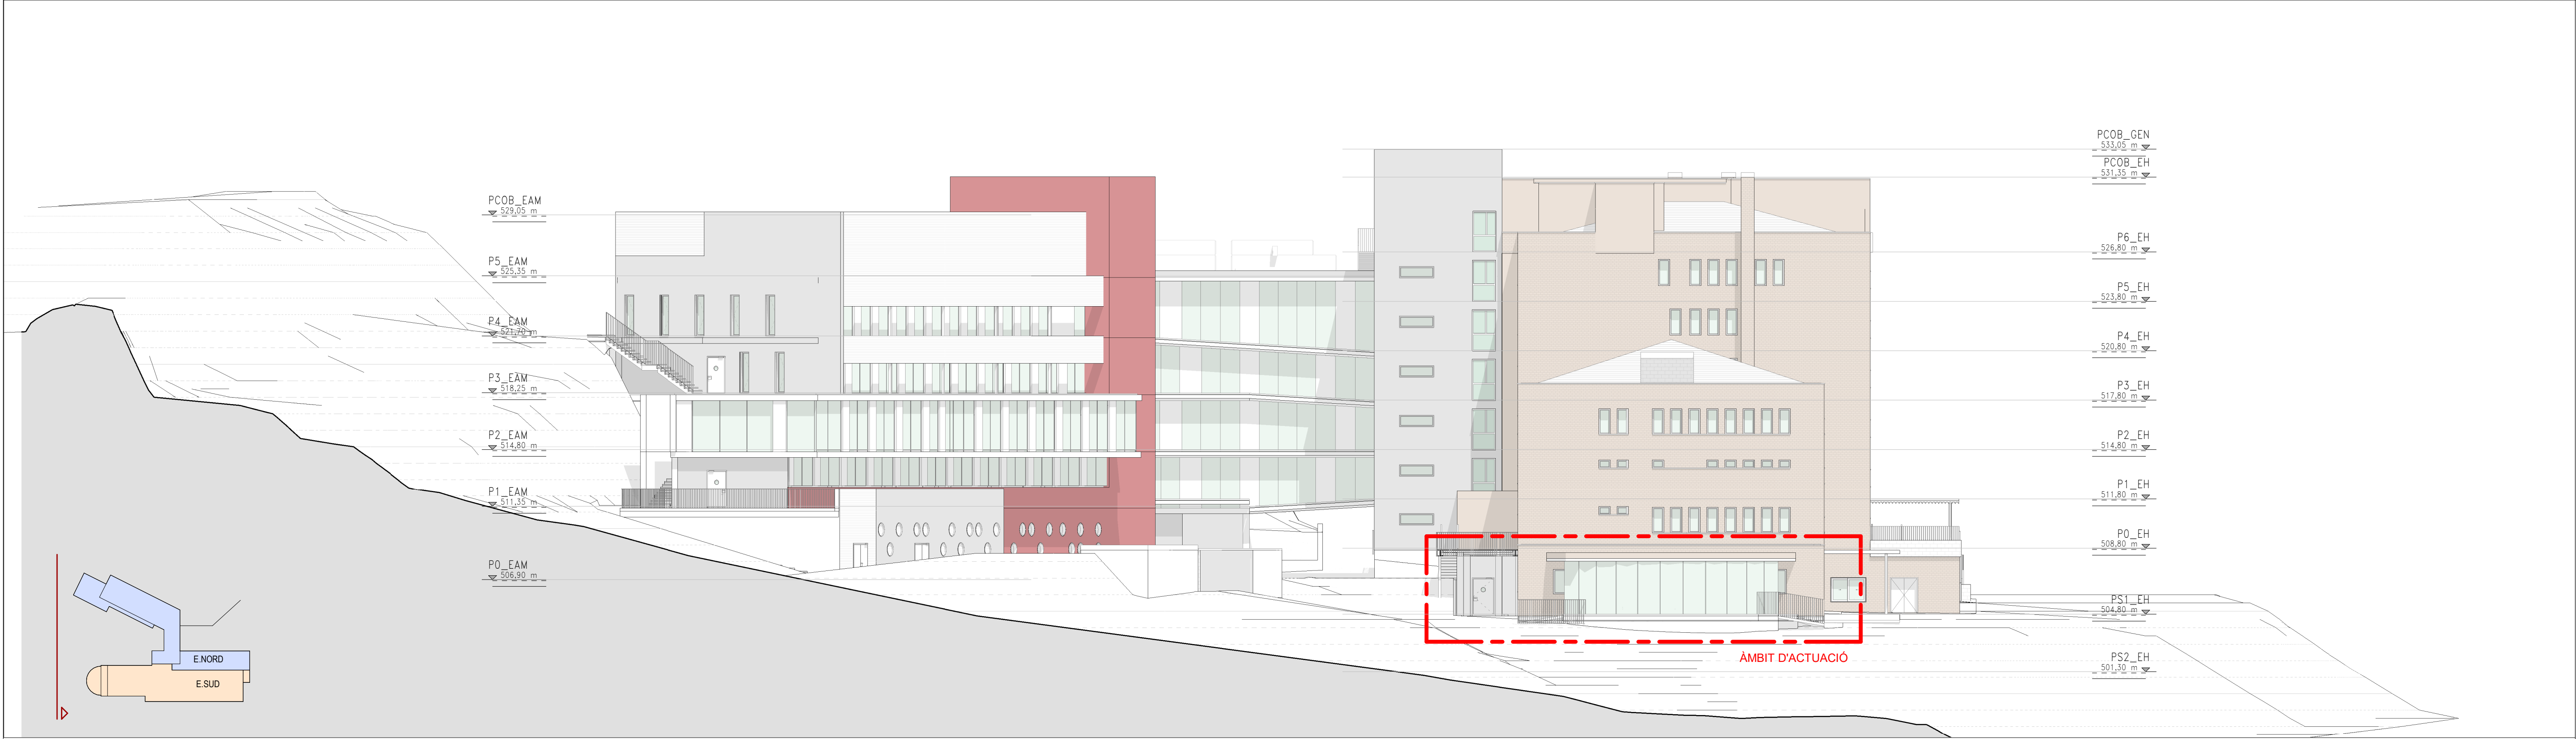 PCOB_GEN
533,05 m
PCOB_EH
531,35 m
PCOB_EAM
529,05 m
P6_EH
526,80 m
P5_EAM
525,35 m
P5_EH
523,80 m
P4_EAM
521,70 m
P4_EH
520,80 m
P3_EAM
518,25 m
P3_EH
517,80 m
P2_EAM
514,80 m
P2_EH
514,80 m
P1_EAM
511,35 m
P1_EH
511,80 m
P0_EH
508,80 m
P0_EAM
506,90 m
PS1_EH
504,80 m
ÀMBIT D'ACTUACIÓ
PS2_EH
501,30 m
E.NORD
E.SUD